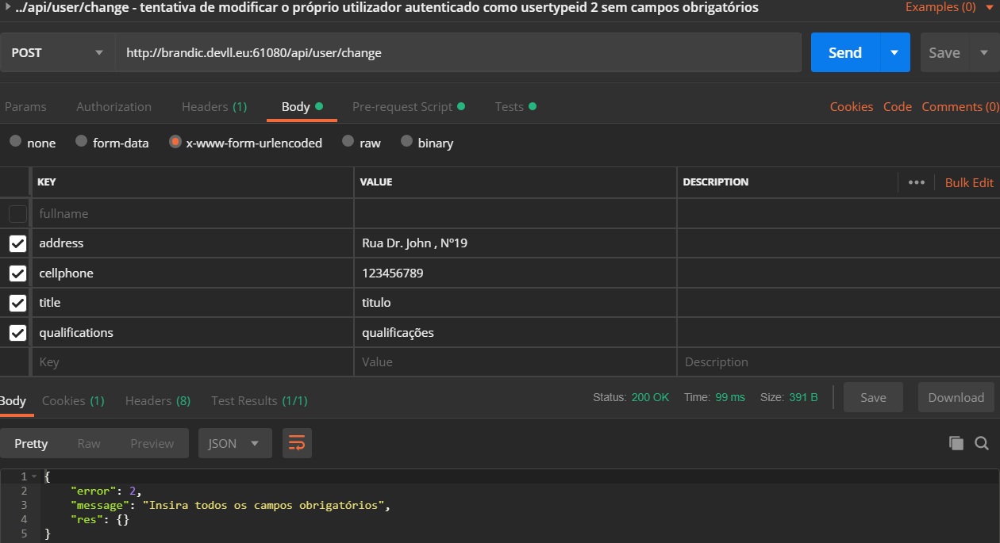 ../api/user/change - tentativa de modificar o próprio utilizador autenticado como usertypeid 2 sem campos obrigatórios Examples (0)
POST http://brandic.devll.eu:61080/api/user/change Send Save
Params Authorization Headers (1) Body Pre-request Script Tests Cookies Code Comments (0)
none form-data x-www-form-urlencoded raw binary
KEY VALUE DESCRIPTION ••• Bulk Edit
fullname
address Rua Dr. John , Nº19
cellphone 123456789
title titulo
qualifications qualificações
Key Value Description
Body Cookies (1) Headers (8) Test Results (1/1) Status: 200 OK Time: 99 ms Size: 391 B Save Download
Pretty Raw Preview JSON
1 {
2 "error": 2,
3 "message": "Insira todos os campos obrigatórios",
4 "res": {}
5 }